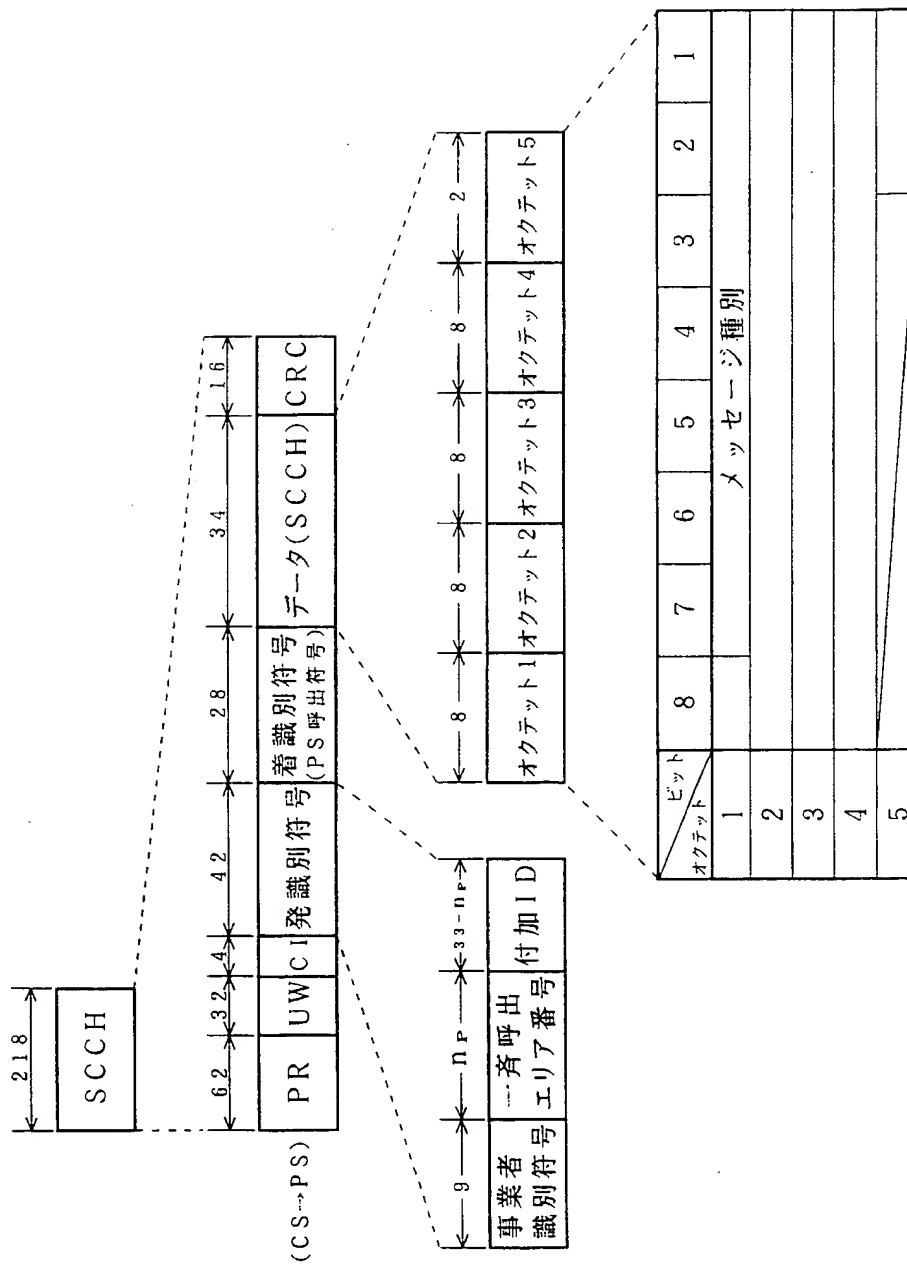 218
SCCH
(CS→PS)
62
32
4
42
28
34
16
PR
UW
CI
発識別符号
着識別符号
(PS呼出符号)
データ(SCCH)
CRC
9
nP
33-nP
事業者
識別符号
一斉呼出
エリア番号
付加ID
8
8
8
8
2
オクテット1
オクテット2
オクテット3
オクテット4
オクテット5
ビット
オクテット
8
7
6
5
4
3
2
1
1
メッセージ種別
2
3
4
5